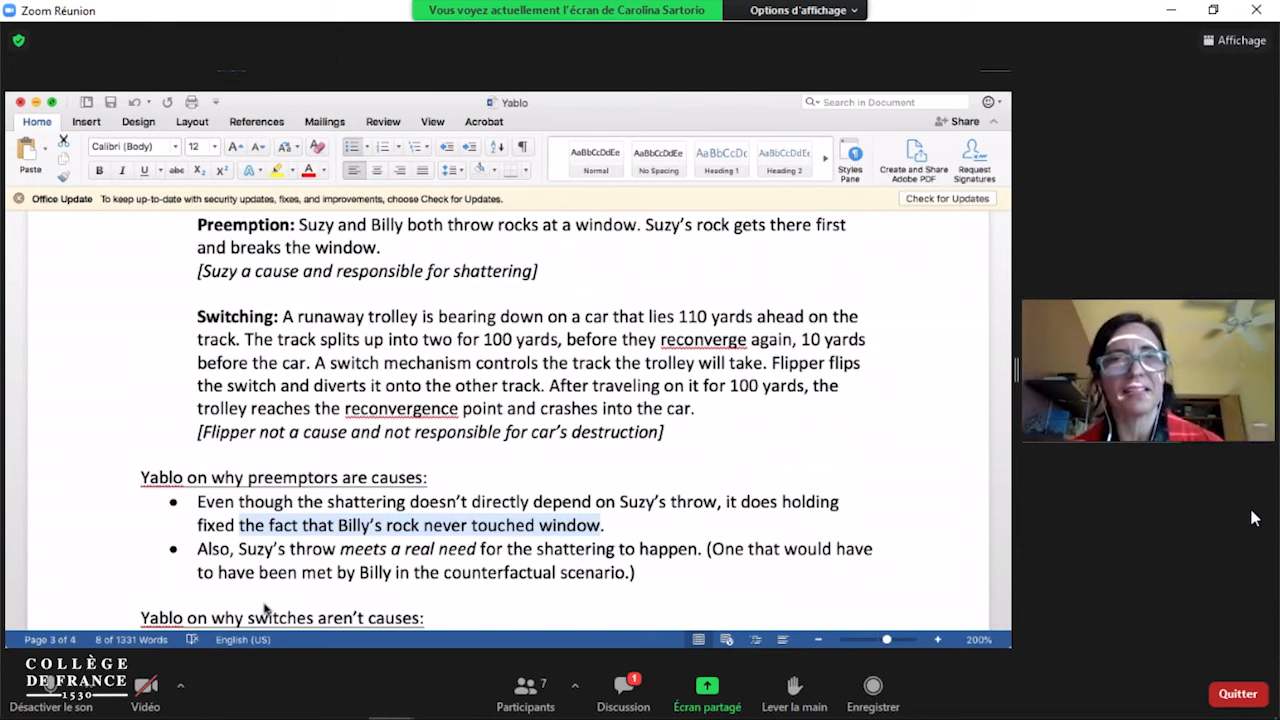 Zoom Réunion
Vous voyez actuellement l'écran de Carolina Sartorio
Options d'affichage
Affichage
Yablo
Search in Document
Home Insert Design Layout References Mailings Review View Acrobat
Share
Calibri (Body)
12
Paste
AaBbCcDdEe AaBbCcDdEe AaBbCcDc AaBbCcDdEe
Normal No Spacing Heading 1 Heading 2
Styles Pane
Create and Share Adobe PDF
Request Signatures
Office Update To keep up-to-date with security updates, fixes, and improvements, choose Check for Updates.
Check for Updates
Preemption: Suzy and Billy both throw rocks at a window. Suzy's rock gets there first
and breaks the window.
[Suzy a cause and responsible for shattering]
Switching: A runaway trolley is bearing down on a car that lies 110 yards ahead on the
track. The track splits up into two for 100 yards, before they reconverge again, 10 yards
before the car. A switch mechanism controls the track the trolley will take. Flipper flips
the switch and diverts it onto the other track. After traveling on it for 100 yards, the
trolley reaches the reconvergence point and crashes into the car.
[Flipper not a cause and not responsible for car's destruction]
Yablo on why preemptors are causes:
• Even though the shattering doesn't directly depend on Suzy's throw, it does holding
fixed the fact that Billy's rock never touched window.
• Also, Suzy's throw meets a real need for the shattering to happen. (One that would have
to have been met by Billy in the counterfactual scenario.)
Yablo on why switches aren't causes:
Page 3 of 4 8 of 1331 Words English (US)
200%
COLLÈGE
DE FRANCE
1530
Désactiver le son
Vidéo
7
Participants
1
Discussion
Écran partagé
Lever la main
Enregistrer
Quitter